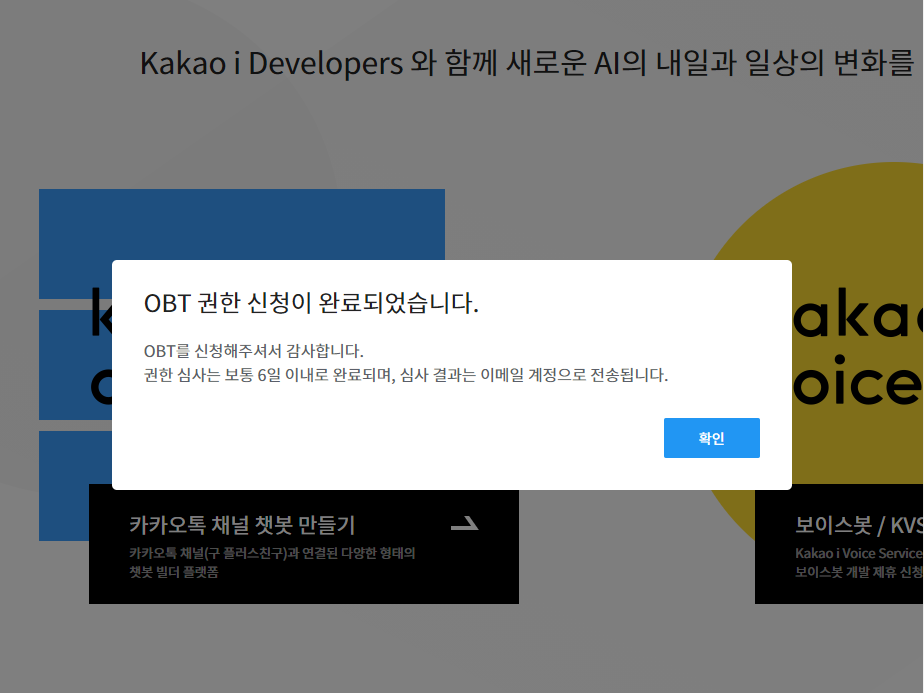 Kakao i Developers 와 함께 새로운 AI의 내일과 일상의 변화를
OBT 권한 신청이 완료되었습니다.
OBT를 신청해주셔서 감사합니다.
권한 심사는 보통 6일 이내로 완료되며, 심사 결과는 이메일 계정으로 전송됩니다.
확인
akao
oice
카카오톡 채널 챗봇 만들기
카카오톡 채널(구 플러스친구)과 연결된 다양한 형태의
챗봇 빌더 플랫폼
보이스봇 / KVS
Kakao i Voice Service
보이스봇 개발 제휴 신청